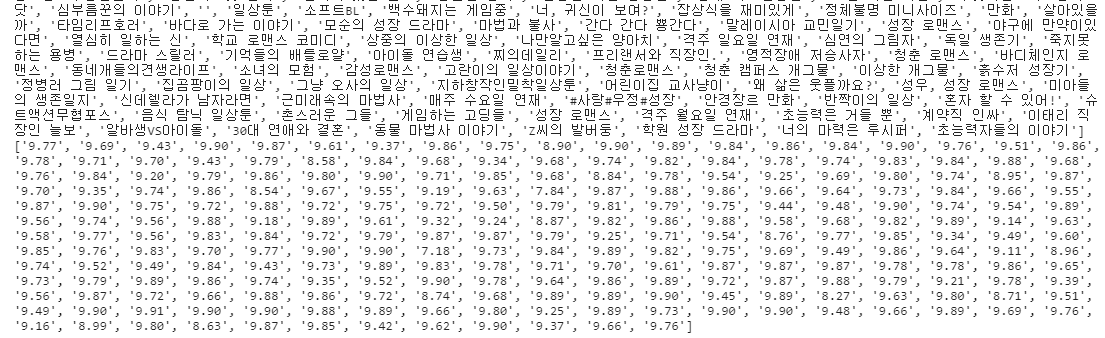 닷', '심부름꾼의 이야기', '', '일상툰', '소프트BL', '백수돼지는 게임중', '너, 귀신이 보여?', '잡상식을 재미있게', '정체불명 미니사이즈', '만화', '살아있을
까', '타임리프호러', '바다로 가는 이야기', '모순의 성장 드라마', '마법과 봉사', '간다 간다 뿅간다', '말레이시아 교민일기', '성장 로맨스', '야구에 만약이있
다면', '열심히 일하는 신', '학교 로맨스 코미디', '상중의 이상한 일상', '나만알고싶은 양아치', '격주 일요일 연재', '심연의 그림자', '독일 생존기', '죽지못
하는 용병', '드라마 스릴러', '기억들의 배틀로얄', '아이돌 연습생', '찌의데일리', '프리랜서와 직장인.', '영적장애 저승사자', '청춘 로맨스', '바디체인지 로
맨스', '동네개들의견생라이프', '소녀의 모험', '감성로맨스', '고란이의 일상이야기', '청춘로맨스', '청춘 캠퍼스 개그물', '이상한 개그물', '흙수저 성장기',
'정병러 그림 일기', '집곰팡이의 일상', '그냥 오사의 일상', '지하창작인밀착일상툰', '어린이집 교사냥이', '왜 삶은 웃플까요?', '성우, 성장 로맨스', '미아들
의 생존일지', '신데렐라가 남자라면', '근미래속의 마법사', '매주 수요일 연재', '#사랑#우정#성장', '안경장르 만화', '반짝이의 일상', '혼자 할 수 있어!', '슈
트액션무협포스', '음식 탐닉 일상툰', '촌스러운 그들', '게임하는 고딩들', '성장 로맨스', '격주 월요일 연재', '초능력은 거들 뿐', '계약직 인싸', '이태리 직
장인 늘보', '알바생VS아이돌', '30대 연애와 결혼', '동물 마법사 이야기', 'Z씨의 발버둥', '학원 성장 드라마', '너의 마력은 루시퍼', '초능력자들의 이야기']
['9.77', '9.69', '9.43', '9.90', '9.87', '9.61', '9.37', '9.86', '9.75', '8.90', '9.90', '9.89', '9.84', '9.86', '9.84', '9.90', '9.76', '9.51', '9.86',
'9.78', '9.71', '9.70', '9.43', '9.79', '8.58', '9.84', '9.68', '9.74', '9.82', '9.84', '9.68', '9.78', '9.74', '9.83', '9.84', '9.88', '9.68',
'9.76', '9.84', '9.20', '9.79', '9.86', '9.80', '9.90', '9.71', '9.85', '9.68', '8.84', '9.78', '9.54', '9.25', '9.69', '9.80', '9.74', '8.95', '9.87',
'9.70', '9.35', '9.74', '9.86', '8.54', '9.67', '9.55', '9.19', '9.63', '7.84', '9.87', '9.88', '9.86', '9.66', '9.64', '9.73', '9.84', '9.66', '9.55',
'9.87', '9.90', '9.75', '9.72', '9.88', '9.72', '9.75', '9.72', '9.50', '9.79', '9.81', '9.79', '9.75', '9.44', '9.48', '9.90', '9.74', '9.54', '9.89',
'9.56', '9.74', '9.56', '9.88', '9.18', '9.89', '9.61', '9.32', '9.24', '8.87', '9.82', '9.86', '9.88', '9.58', '9.68', '9.82', '9.89', '9.14', '9.63',
'9.58', '9.77', '9.56', '9.83', '9.84', '9.72', '9.79', '9.87', '9.87', '9.79', '9.25', '9.71', '9.54', '8.76', '9.77', '9.85', '9.34', '9.49', '9.60',
'9.85', '9.76', '9.83', '9.70', '9.77', '9.90', '9.90', '7.18', '9.73', '9.84', '9.89', '9.82', '9.75', '9.69', '9.49', '9.86', '9.64', '9.11', '8.96',
'9.74', '9.52', '9.49', '9.84', '9.43', '9.73', '9.89', '9.83', '9.78', '9.71', '9.70', '9.61', '9.87', '9.87', '9.78', '9.78', '9.86', '9.65',
'9.73', '9.79', '9.89', '9.86', '9.74', '9.35', '9.52', '9.90', '9.78', '9.64', '9.86', '9.89', '9.72', '9.87', '9.88', '9.79', '9.21', '9.78', '9.39',
'9.56', '9.87', '9.72', '9.66', '9.88', '9.86', '9.72', '8.74', '9.68', '9.89', '9.89', '9.90', '9.45', '9.89', '8.27', '9.63', '9.80', '8.71', '9.51',
'9.49', '9.90', '9.91', '9.90', '9.90', '9.88', '9.89', '9.66', '9.80', '9.25', '9.89', '9.73', '9.90', '9.90', '9.48', '9.66', '9.89', '9.69', '9.76',
'9.16', '8.99', '9.80', '8.63', '9.87', '9.85', '9.42', '9.62', '9.90', '9.37', '9.66', '9.76']